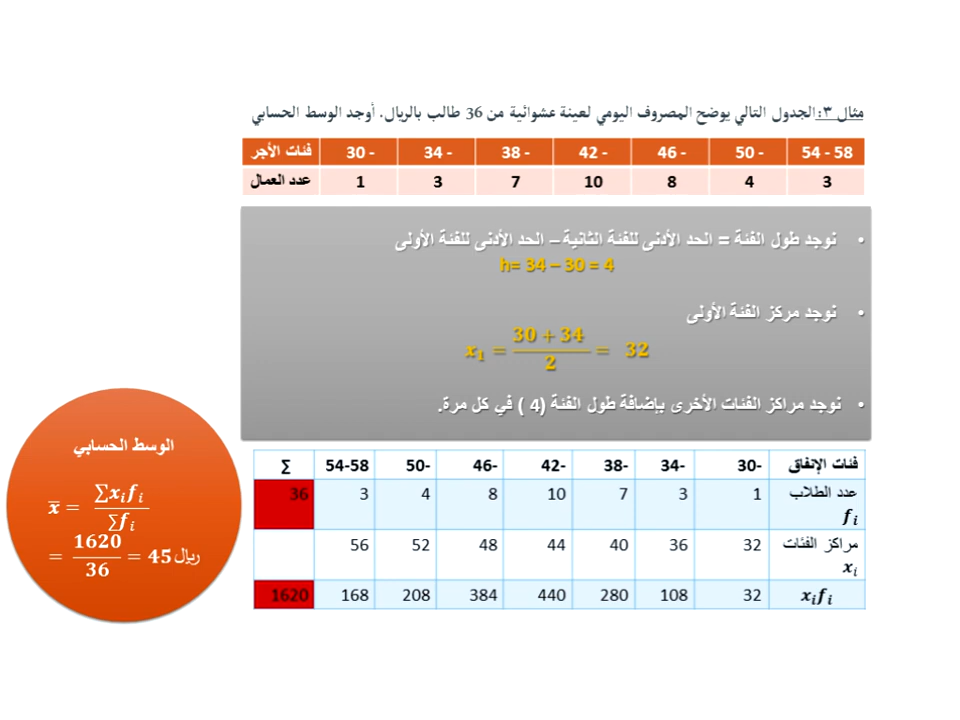 مثال ٣: الجدول التالي يوضح المصروف اليومي لعينة عشوائية من 36 طالب بالريال. أوجد الوسط الحسابي
فئات الأجر 30 - 34 - 38 - 42 - 46 - 50 - 54 - 58
عدد العمال 1 3 7 10 8 4 3
• نوجد طول الفئة = الحد الأدنى للفئة الثانية – الحد الأدنى للفئة الأولى
h= 34 – 30 = 4
• نوجد مركز الفئة الأولى
x₁ = (30 + 34)/2 = 32
• نوجد مراكز الفئات الأخرى بإضافة طول الفئة (4 ) في كل مرة.
فئات الإنفاق 30- 34- 38- 42- 46- 50- 54-58 ∑
عدد الطلاب 1 3 7 10 8 4 3 36
fᵢ
مراكز الفئات 32 36 40 44 48 52 56
xᵢ
xᵢfᵢ 32 108 280 440 384 208 168 1620
الوسط الحسابي
x̄ = ∑xᵢfᵢ/∑fᵢ
= 1620/36 = 45 ريال